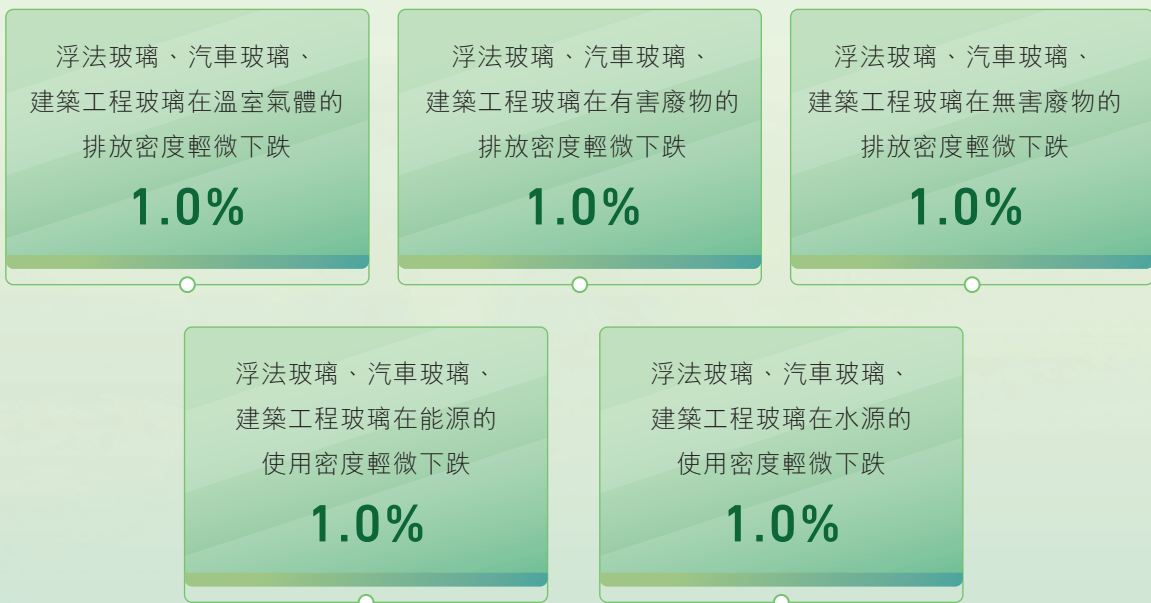 浮法玻璃、汽車玻璃、
建築工程玻璃在溫室氣體的
排放密度輕微下跌
1.0%
浮法玻璃、汽車玻璃、
建築工程玻璃在有害廢物的
排放密度輕微下跌
1.0%
浮法玻璃、汽車玻璃、
建築工程玻璃在無害廢物的
排放密度輕微下跌
1.0%
浮法玻璃、汽車玻璃、
建築工程玻璃在能源的
使用密度輕微下跌
1.0%
浮法玻璃、汽車玻璃、
建築工程玻璃在水源的
使用密度輕微下跌
1.0%